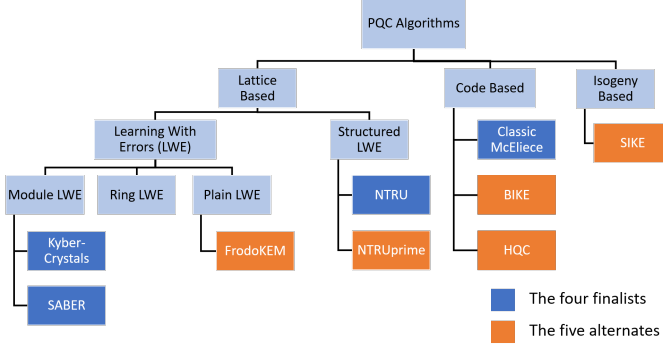 PQC Algorithms
Lattice
Based
Code Based
Isogeny
Based
Learning With
Errors (LWE)
Structured
LWE
Classic
McEliece
SIKE
Module LWE
Ring LWE
Plain LWE
NTRU
BIKE
Kyber-
Crystals
FrodoKEM
NTRUprime
HQC
SABER
The four finalists
The five alternates